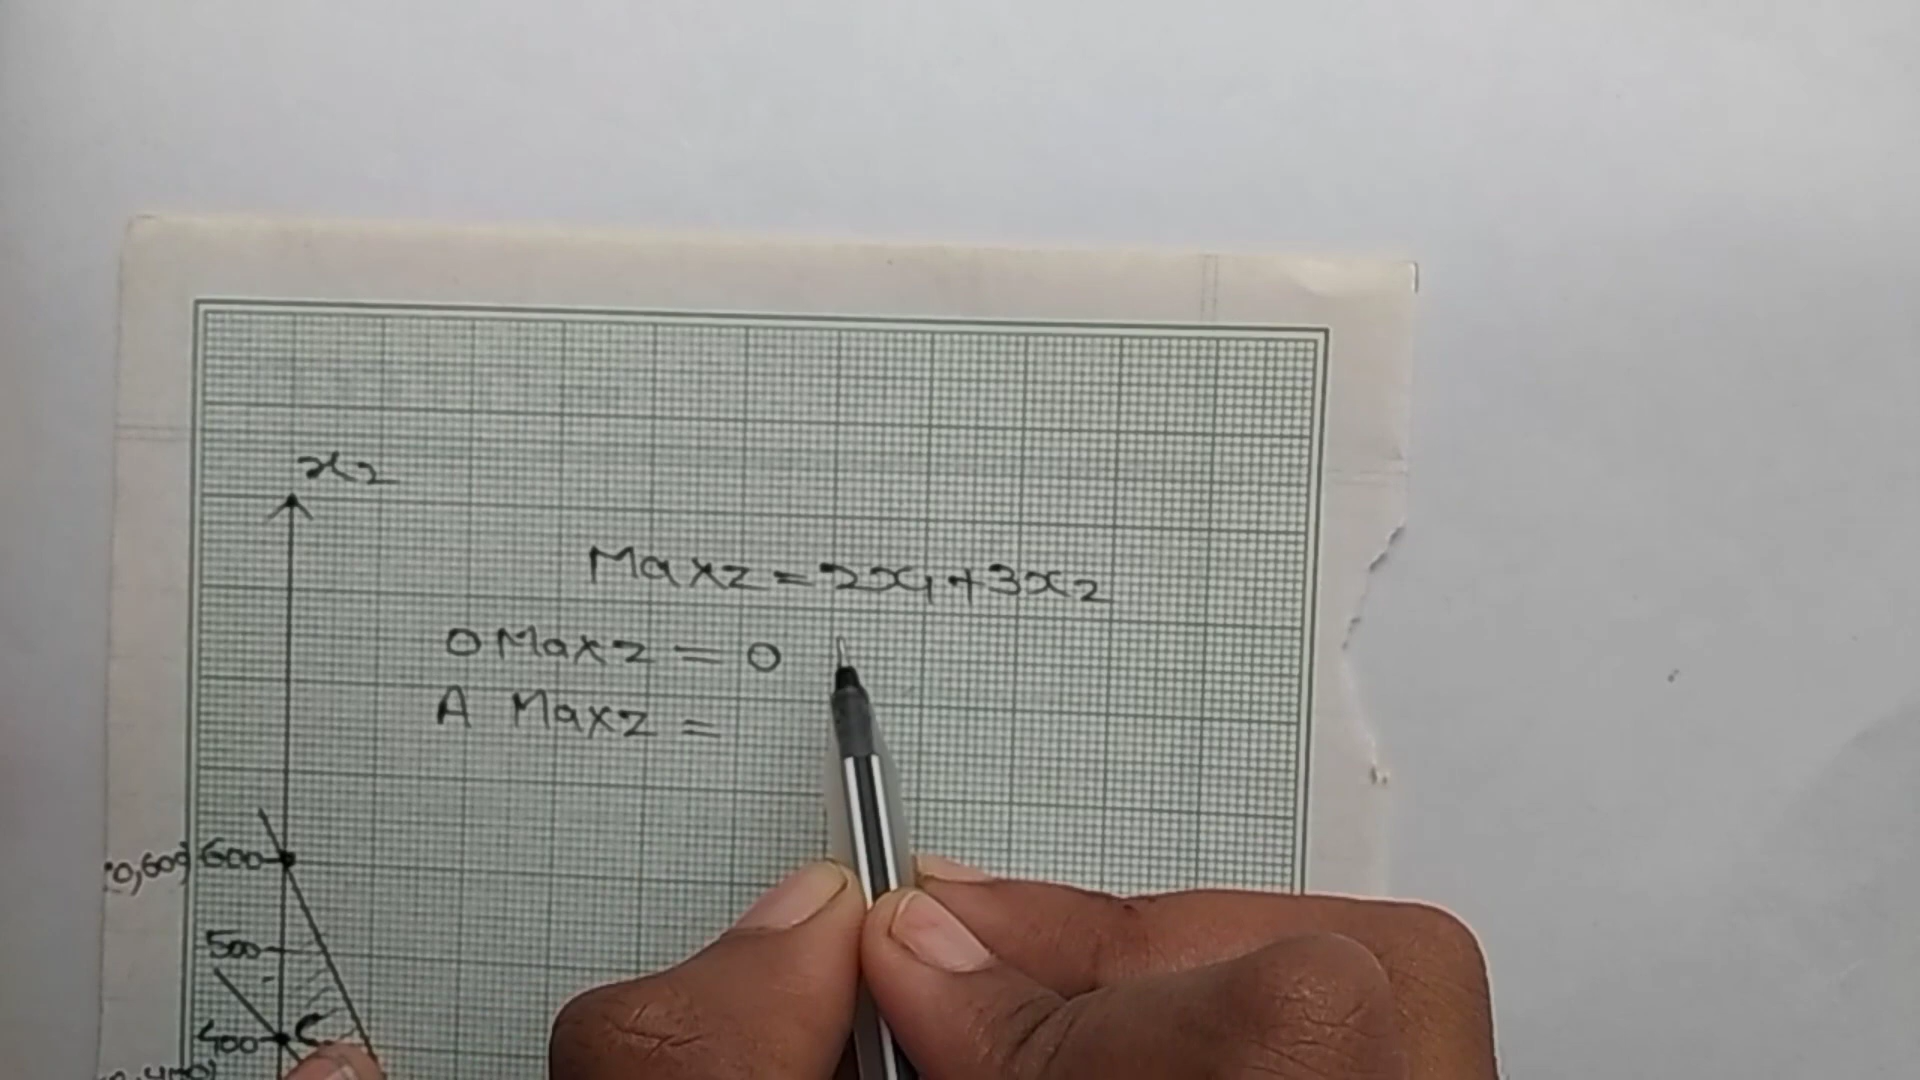 x2
Max z = 2x1 + 3x2
O Max z = 0
A Max z =
(0,600) 600
500
400 C